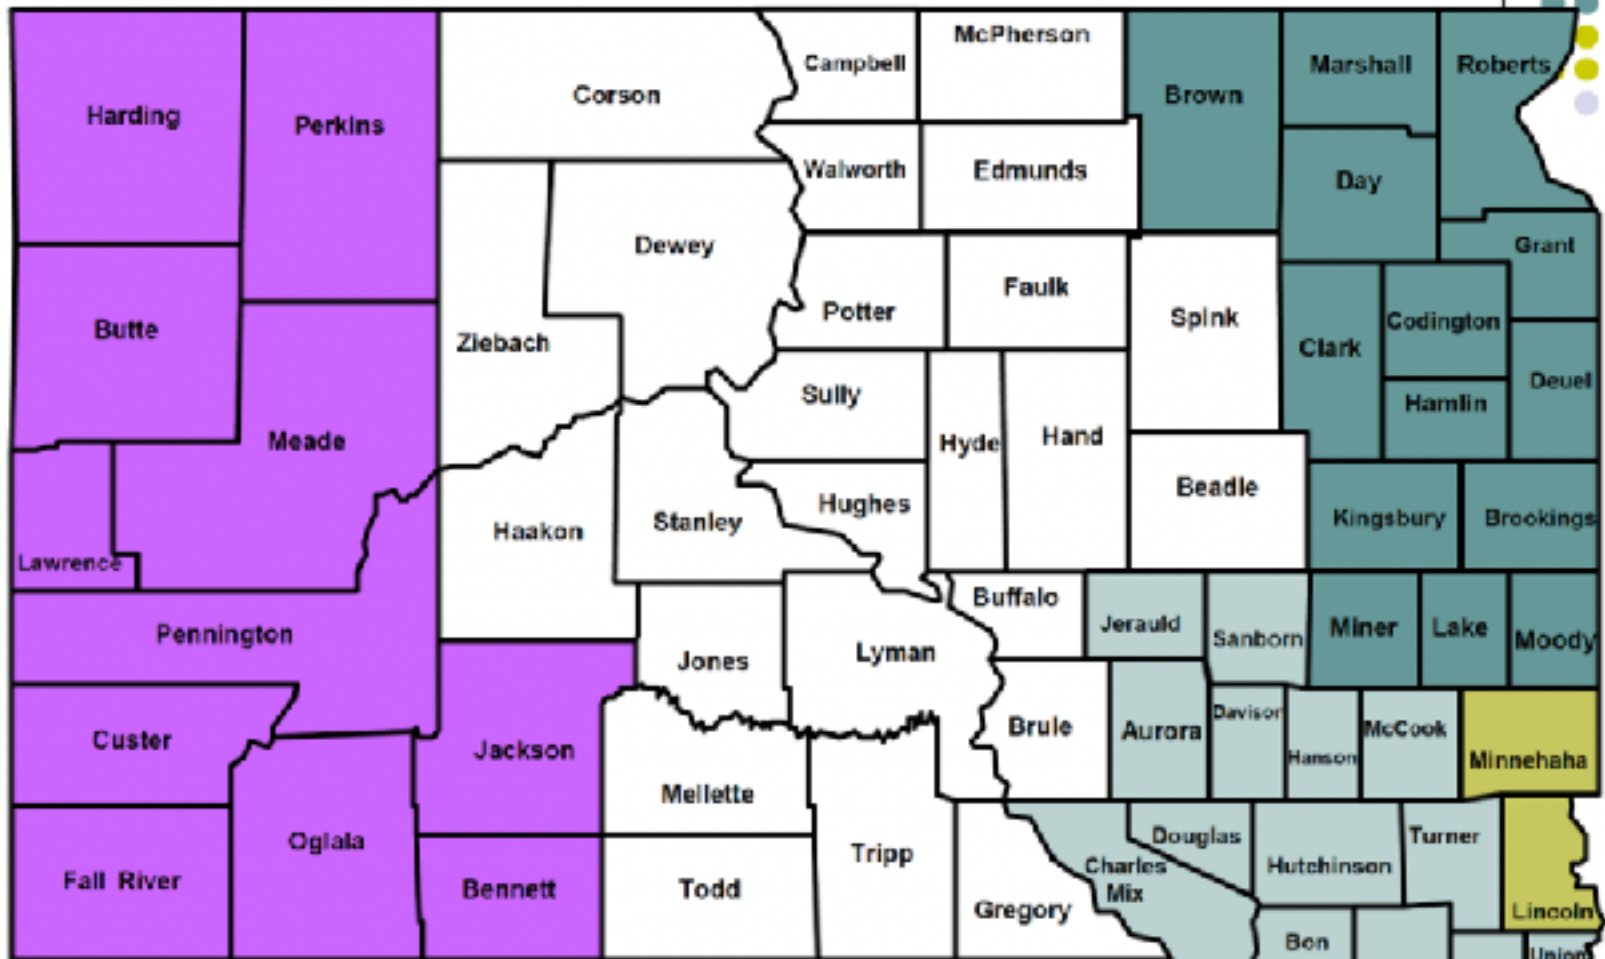 McPherson
Campbell
Marshall
Roberts
Corson
Brown
Harding
Perkins
Walworth
Edmunds
Day
Dewey
Grant
Faulk
Potter
Spink
Codington
Butte
Ziebach
Clark
Deuel
Sully
Hamlin
Meade
Hyde
Hand
Beadle
Hughes
Stanley
Haakon
Kingsbury
Brookings
Lawrence
Buffalo
Jerauld
Sanborn
Miner
Lake
Moody
Pennington
Lyman
Jones
Davison
Brule
Aurora
McCook
Custer
Jackson
Hanson
Minnehaha
Mellette
Oglala
Douglas
Turner
Tripp
Charles
Mix
Hutchinson
Fall River
Bennett
Todd
Gregory
Lincoln
Bon
Union